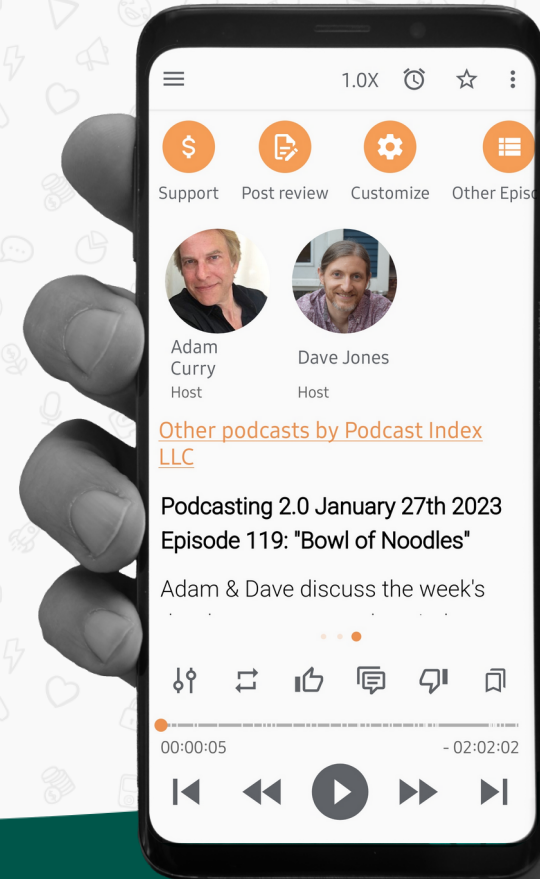 1.0X
Support Post review Customize Other Episo
Adam
Curry
Dave Jones
Host
Host
Other podcasts by Podcast Index
LLC
Podcasting 2.0 January 27th 2023
Episode 119: "Bowl of Noodles"
Adam & Dave discuss the week's
00:00:05
- 02:02:02